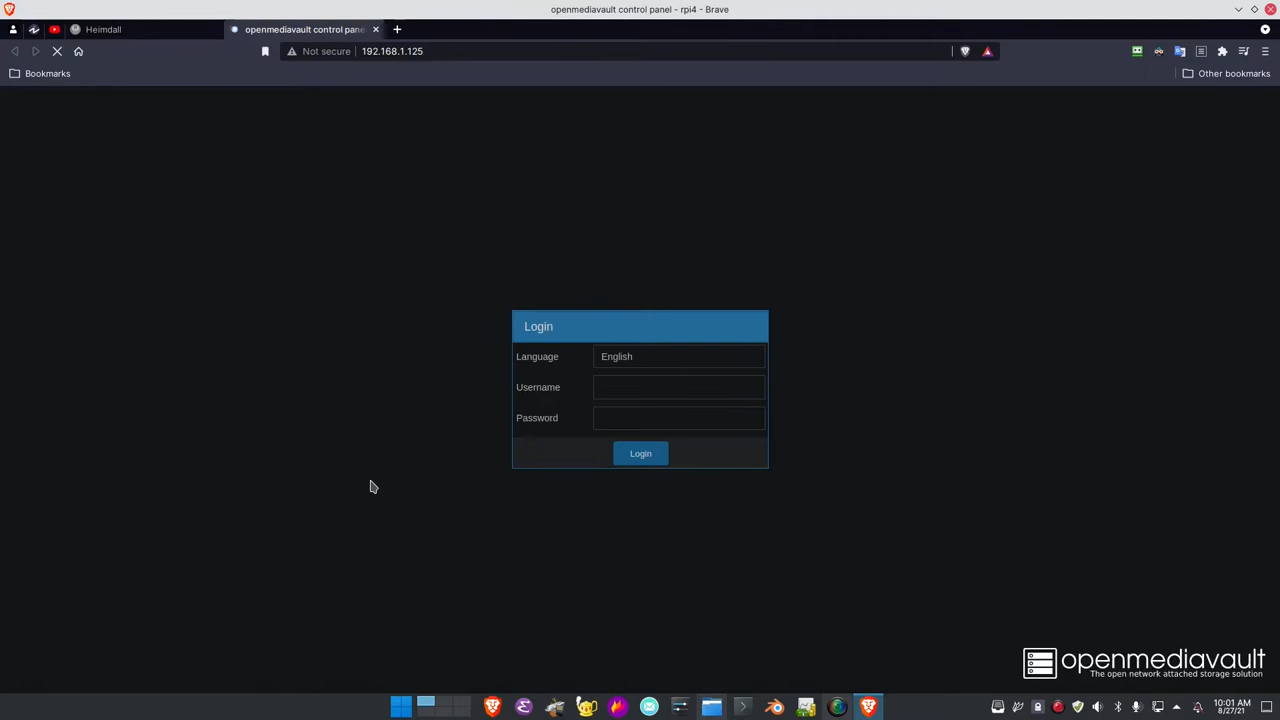 openmediavault control panel - rpi4 - Brave
Heimdall
openmediavault control pane
Not secure
192.168.1.125
Bookmarks
Other bookmarks
Login
Language
English
Username
Password
Login
openmediavault
The open network attached storage solution
10:01 AM
8/27/21